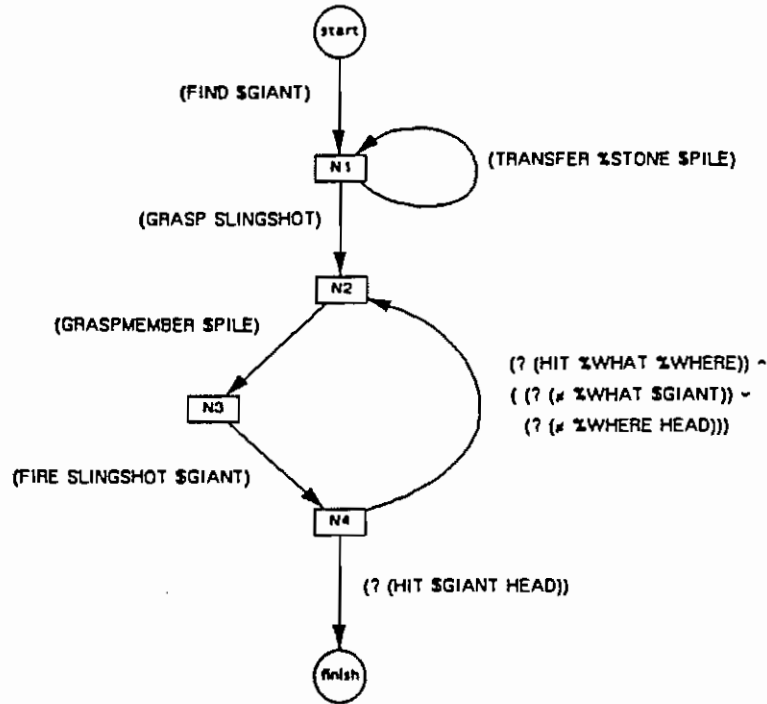 start
(FIND $GIANT)
N1
(TRANSFER %STONE $PILE)
(GRASP SLINGSHOT)
N2
(GRASPMEMBER $PILE)
(? (HIT %WHAT %WHERE)) ^
( (? (≠ %WHAT $GIANT)) ⌄
(? (≠ %WHERE HEAD)))
N3
(FIRE SLINGSHOT $GIANT)
N4
(? (HIT $GIANT HEAD))
finish